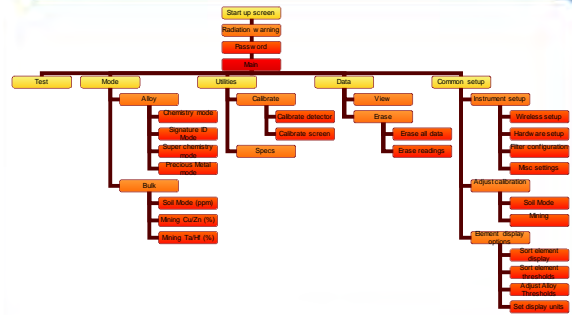 Start up screen
Radiation warning
Password
Main
Test
Mode
Utilities
Data
Common setup
Alloy
Chemistry mode
Signature ID
Mode
Super chemistry
mode
Precious Metal
mode
Bulk
Soil Mode (ppm)
Mining Cu/Zn (%)
Mining Ta/Hf (%)
Calibrate
Calibrate detector
Calibrate screen
Specs
View
Erase
Erase all data
Erase readings
Instrument setup
Wireless setup
Hardware setup
Filter configuration
Misc settings
Adjust calibration
Soil Mode
Mining
Element display
options
Sort element
display
Sort element
thresholds
Adjust Alloy
Thresholds
Set display units